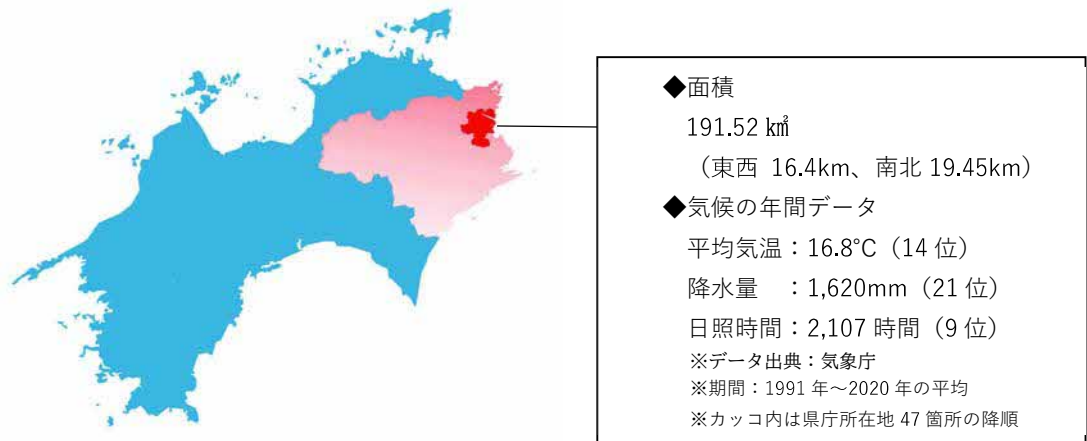 ◆面積
191.52 ㎢
（東西 16.4km、南北 19.45km）
◆気候の年間データ
平均気温：16.8℃（14 位）
降水量　：1,620mm（21 位）
日照時間：2,107 時間（9 位）
※データ出典：気象庁
※期間：1991 年～2020 年の平均
※カッコ内は県庁所在地 47 箇所の降順